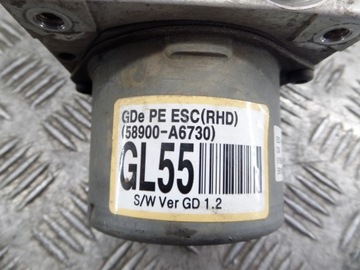 GDe PE ESC(RHD)
(58900-A6730)
GL55
S/W Ver GD 1.2